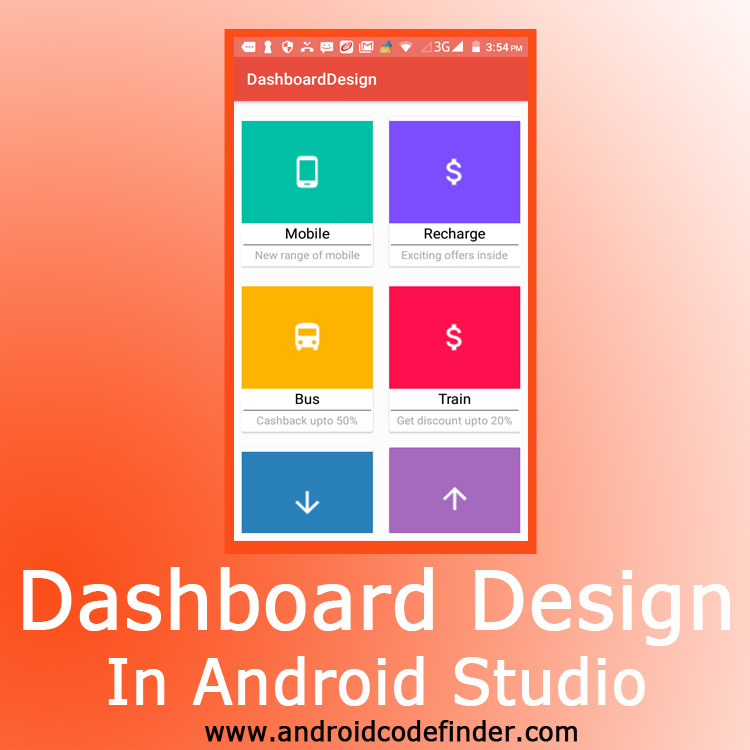 3G 3:54 PM
DashboardDesign
Mobile Recharge
New range of mobile Exciting offers inside
Bus Train
Cashback upto 50% Get discount upto 20%
Dashboard Design
In Android Studio
www.androidcodefinder.com